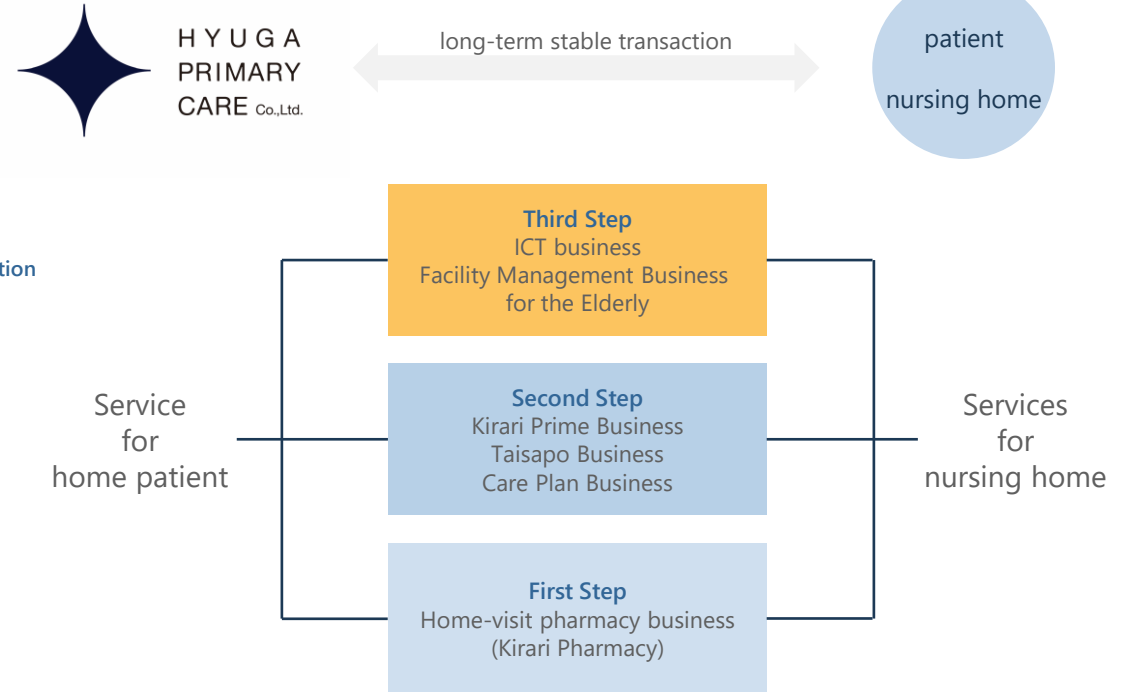 HYUGA
PRIMARY
CARE Co.,Ltd.
long-term stable transaction
patient
nursing home
Third Step
ICT business
Facility Management Business
for the Elderly
Second Step
Kirari Prime Business
Taisapo Business
Care Plan Business
First Step
Home-visit pharmacy business
(Kirari Pharmacy)
Service
for
home patient
Services
for
nursing home